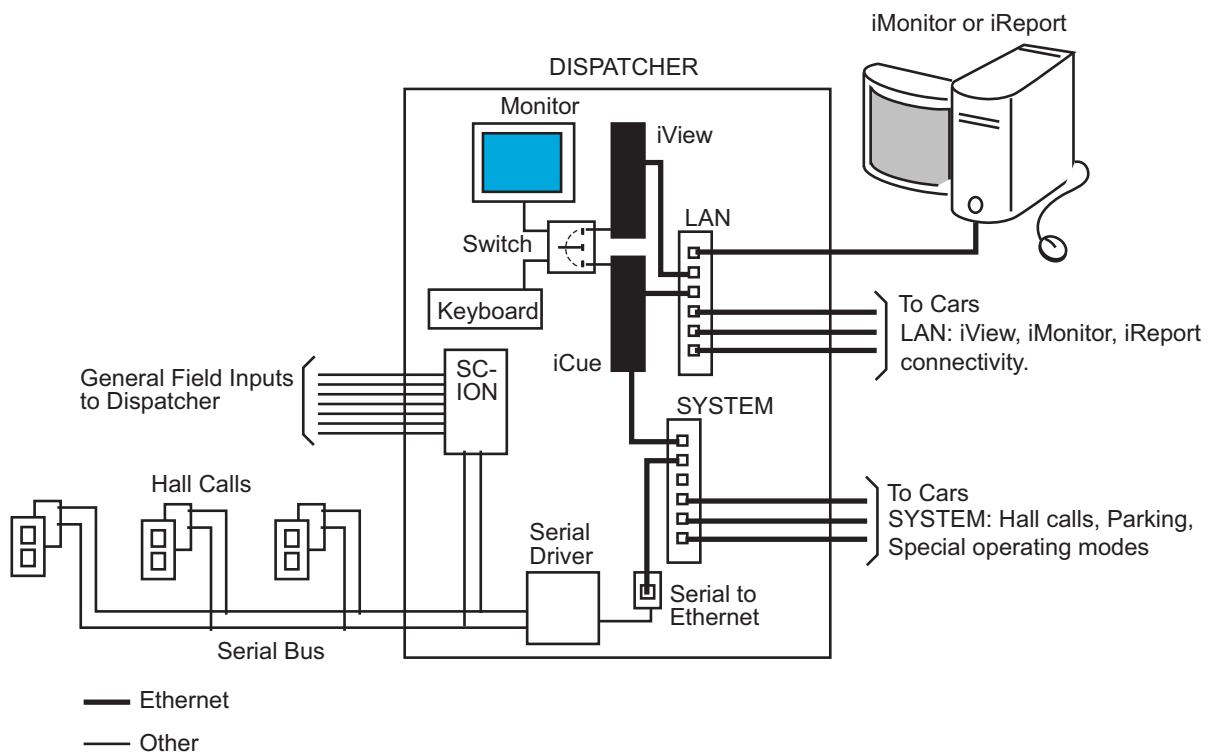 iMonitor or iReport
DISPATCHER
Monitor
iView
LAN
Switch
Keyboard
To Cars
LAN: iView, iMonitor, iReport
connectivity.
iCue
SC-
ION
General Field Inputs
to Dispatcher
SYSTEM
Hall Calls
To Cars
SYSTEM: Hall calls, Parking,
Special operating modes
Serial
Driver
Serial to
Ethernet
Serial Bus
Ethernet
Other